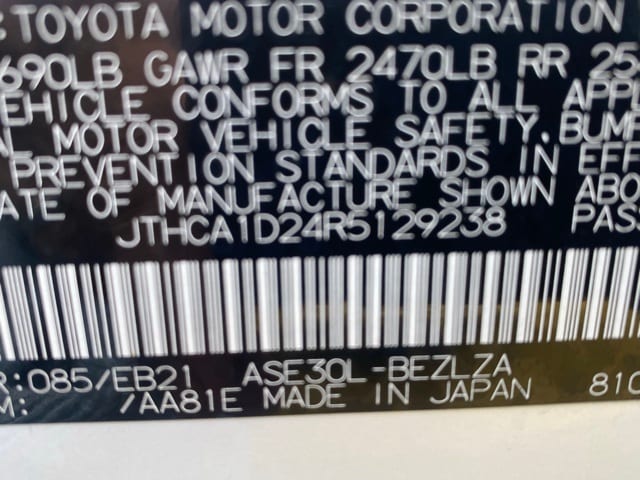 : TOYOTA MOTOR CORPORATION
690LB GAWR FR 2470LB RR 25
EHICLE CONFORMS TO ALL APPL
AL MOTOR VEHICLE SAFETY, BUMP
PREVENTION STANDARDS IN EFF
ATE OF MANUFACTURE SHOWN ABO
JTHCA1D24R5129238 PAS
R: 085/EB21 ASE30L-BEZLZA
M: /AA81E MADE IN JAPAN 810